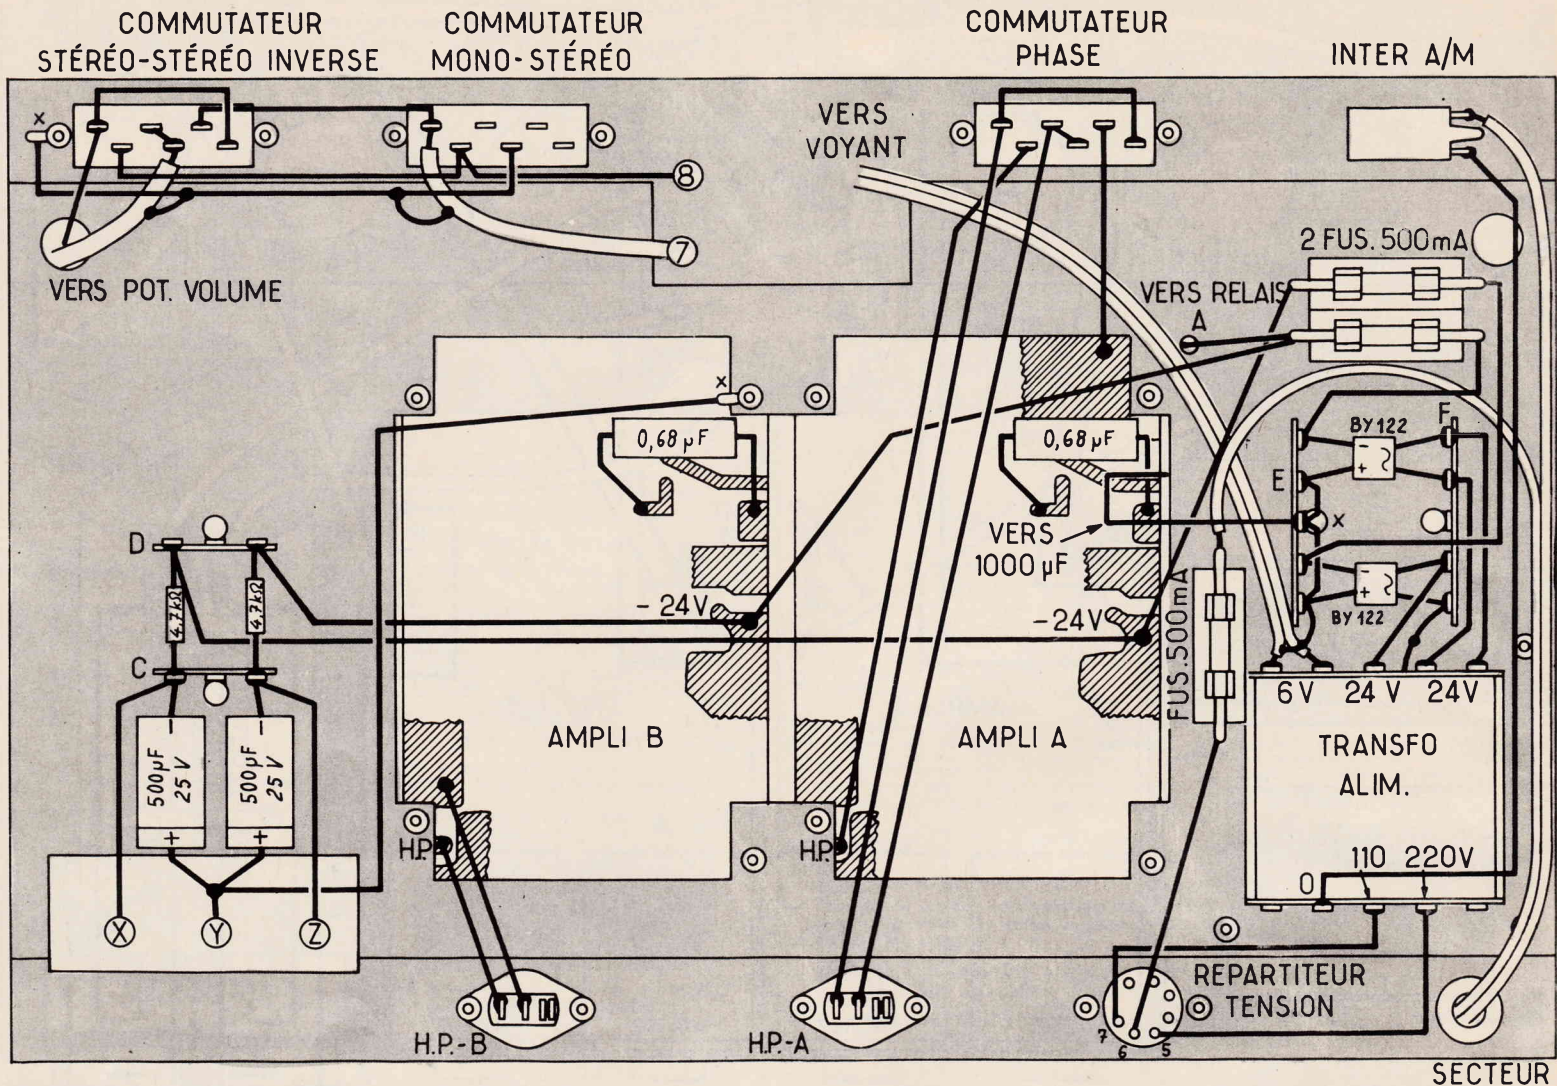 COMMUTATEUR
STÉRÉO-STÉRÉO INVERSE
COMMUTATEUR
MONO-STÉRÉO
COMMUTATEUR
PHASE
INTER A/M
x
VERS
VOYANT
8
7
VERS POT. VOLUME
2 FUS. 500mA
VERS RELAIS
A
x
0,68 µF
0,68 µF
BY 122
F
- ~
E
x
VERS
1000 µF
- ~
BY 122
D
4.7kΩ
4.7kΩ
C
- 24V
- 24V
FUS. 500mA
6V 24V 24V
TRANSFO
ALIM.
110 220V
0
AMPLI B
AMPLI A
-
500µF
25 V
+
-
500µF
25 V
+
H.P.
H.P.
X
Y
Z
H.P.-B
H.P.-A
REPARTITEUR
TENSION
7
6
5
SECTEUR